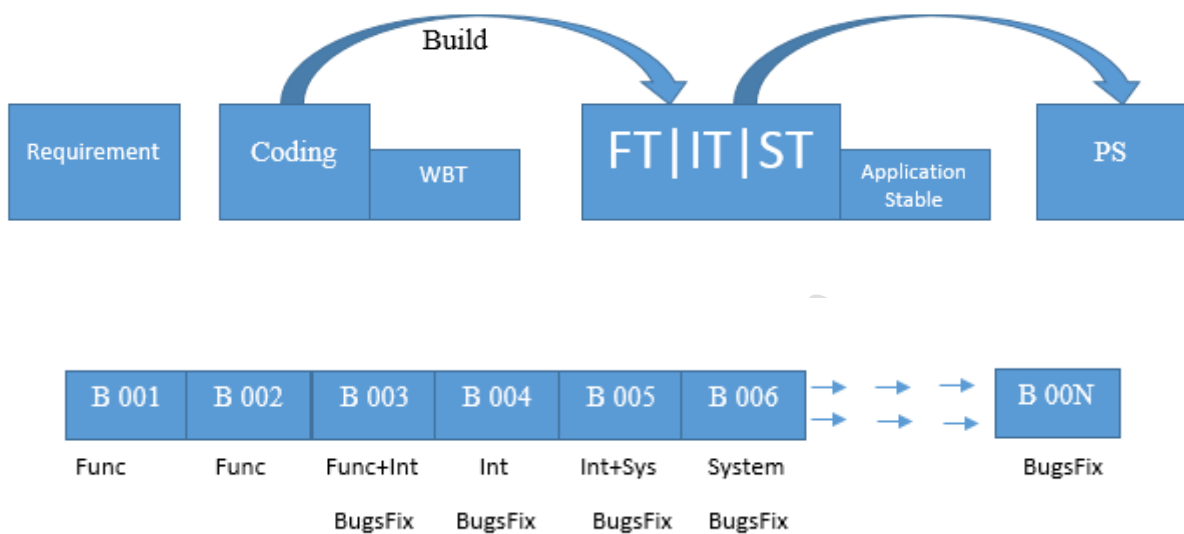 Build
Requirement
Coding
WBT
FT|IT|ST
Application
Stable
PS
B 001
B 002
B 003
B 004
B 005
B 006
B 00N
Func
Func
Func+Int
Int
Int+Sys
System
BugsFix
BugsFix
BugsFix
BugsFix
BugsFix